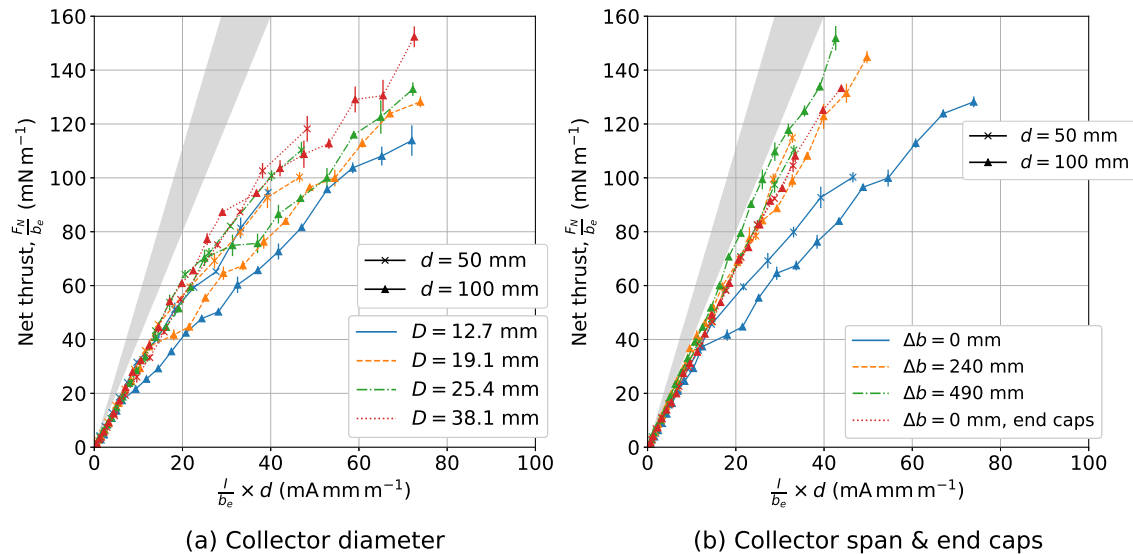 160
140
120
100
80
60
40
20
0
Net thrust, F_N/b_e (mN m⁻¹)
d = 50 mm
d = 100 mm
D = 12.7 mm
D = 19.1 mm
D = 25.4 mm
D = 38.1 mm
0 20 40 60 80 100
I/b_e × d (mA mm m⁻¹)
(a) Collector diameter
160
140
120
100
80
60
40
20
0
Net thrust, F_N/b_e (mN m⁻¹)
d = 50 mm
d = 100 mm
Δb = 0 mm
Δb = 240 mm
Δb = 490 mm
Δb = 0 mm, end caps
0 20 40 60 80 100
I/b_e × d (mA mm m⁻¹)
(b) Collector span & end caps